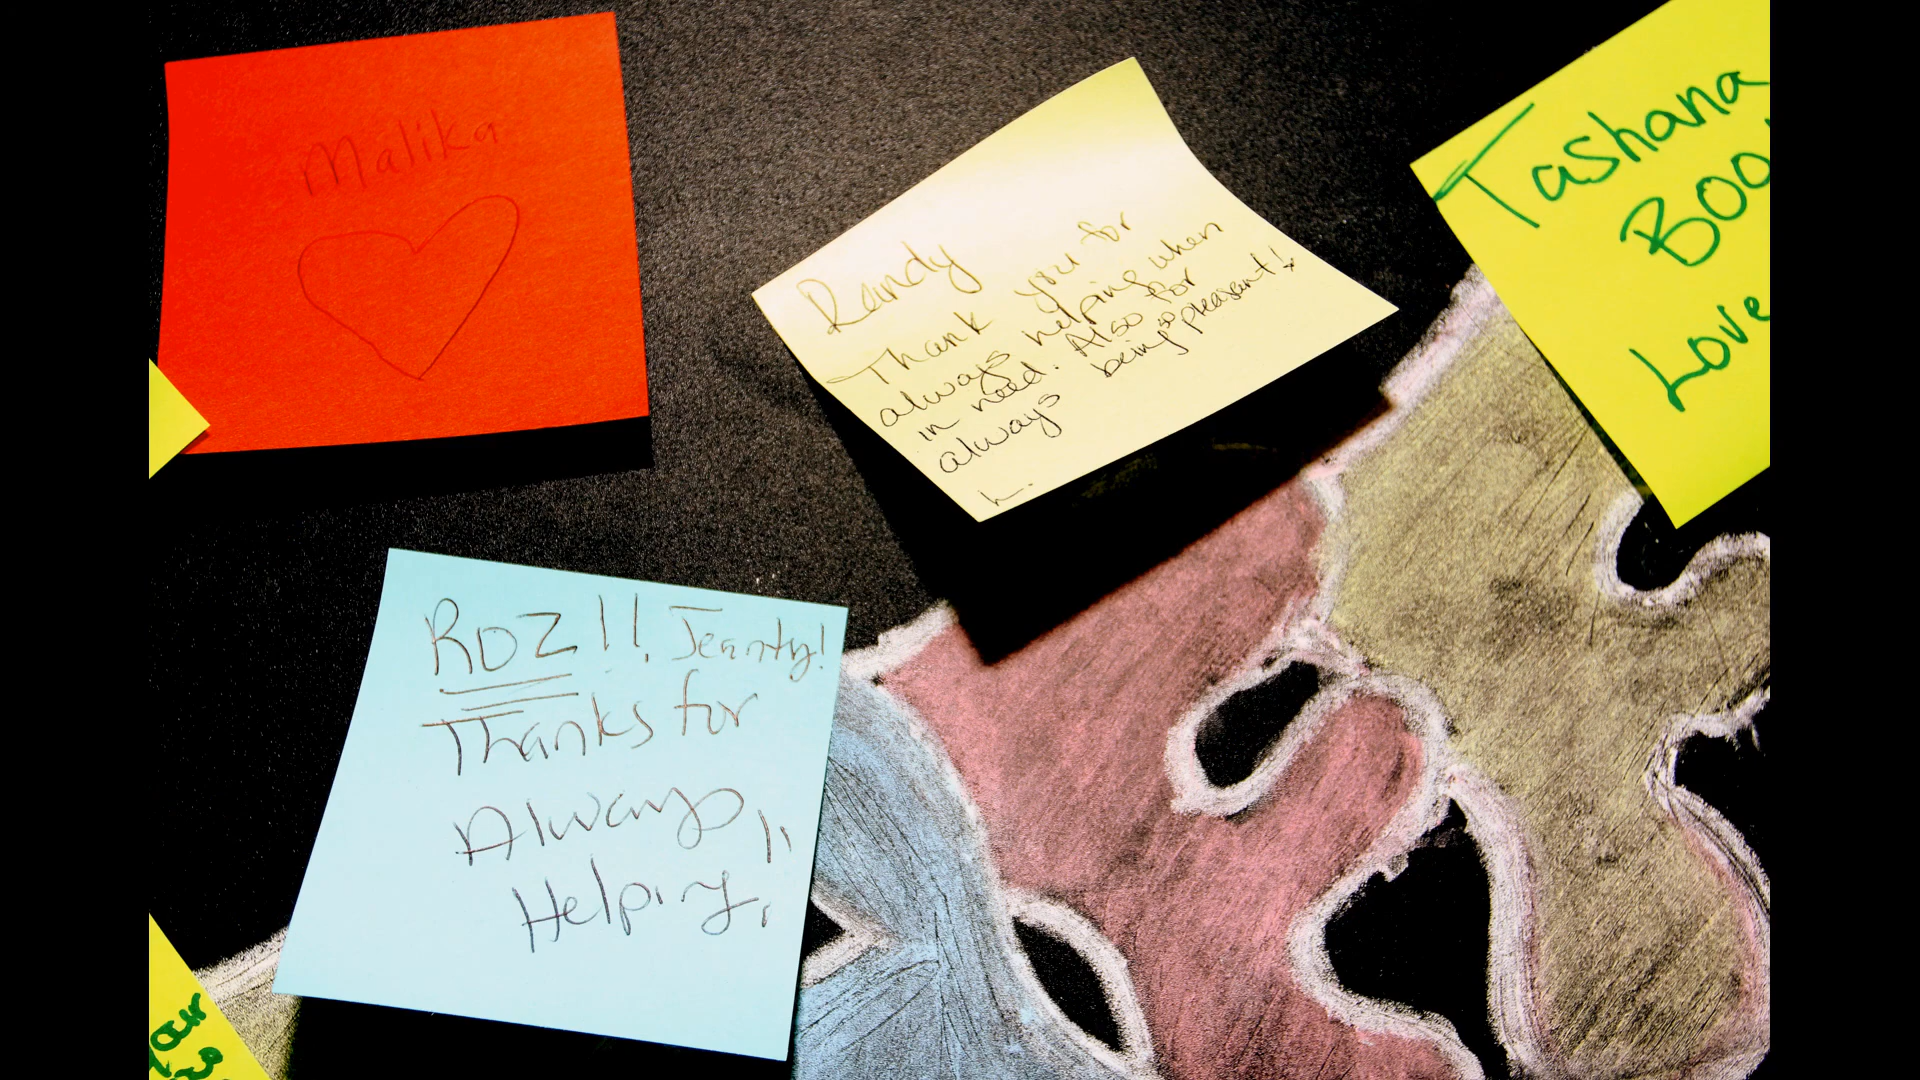 Malika
Randy
Thank you for
always helping when
in need. Also for
always being so pleasant!
K.
Tashana
Boo
Love
ROZ!! Jeanty!
Thanks for
Always
Helping